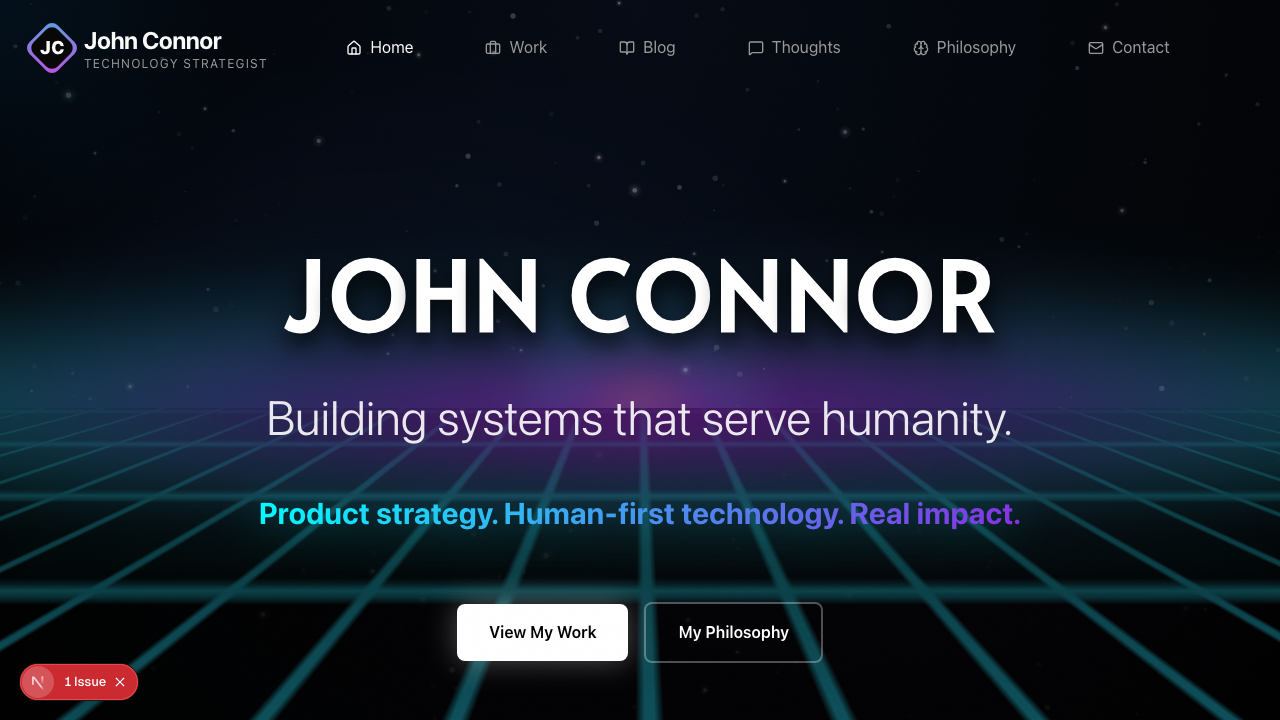 JC
John Connor
TECHNOLOGY STRATEGIST
Home
Work
Blog
Thoughts
Philosophy
Contact
JOHN CONNOR
Building systems that serve humanity.
Product strategy. Human-first technology. Real impact.
View My Work
My Philosophy
1 Issue